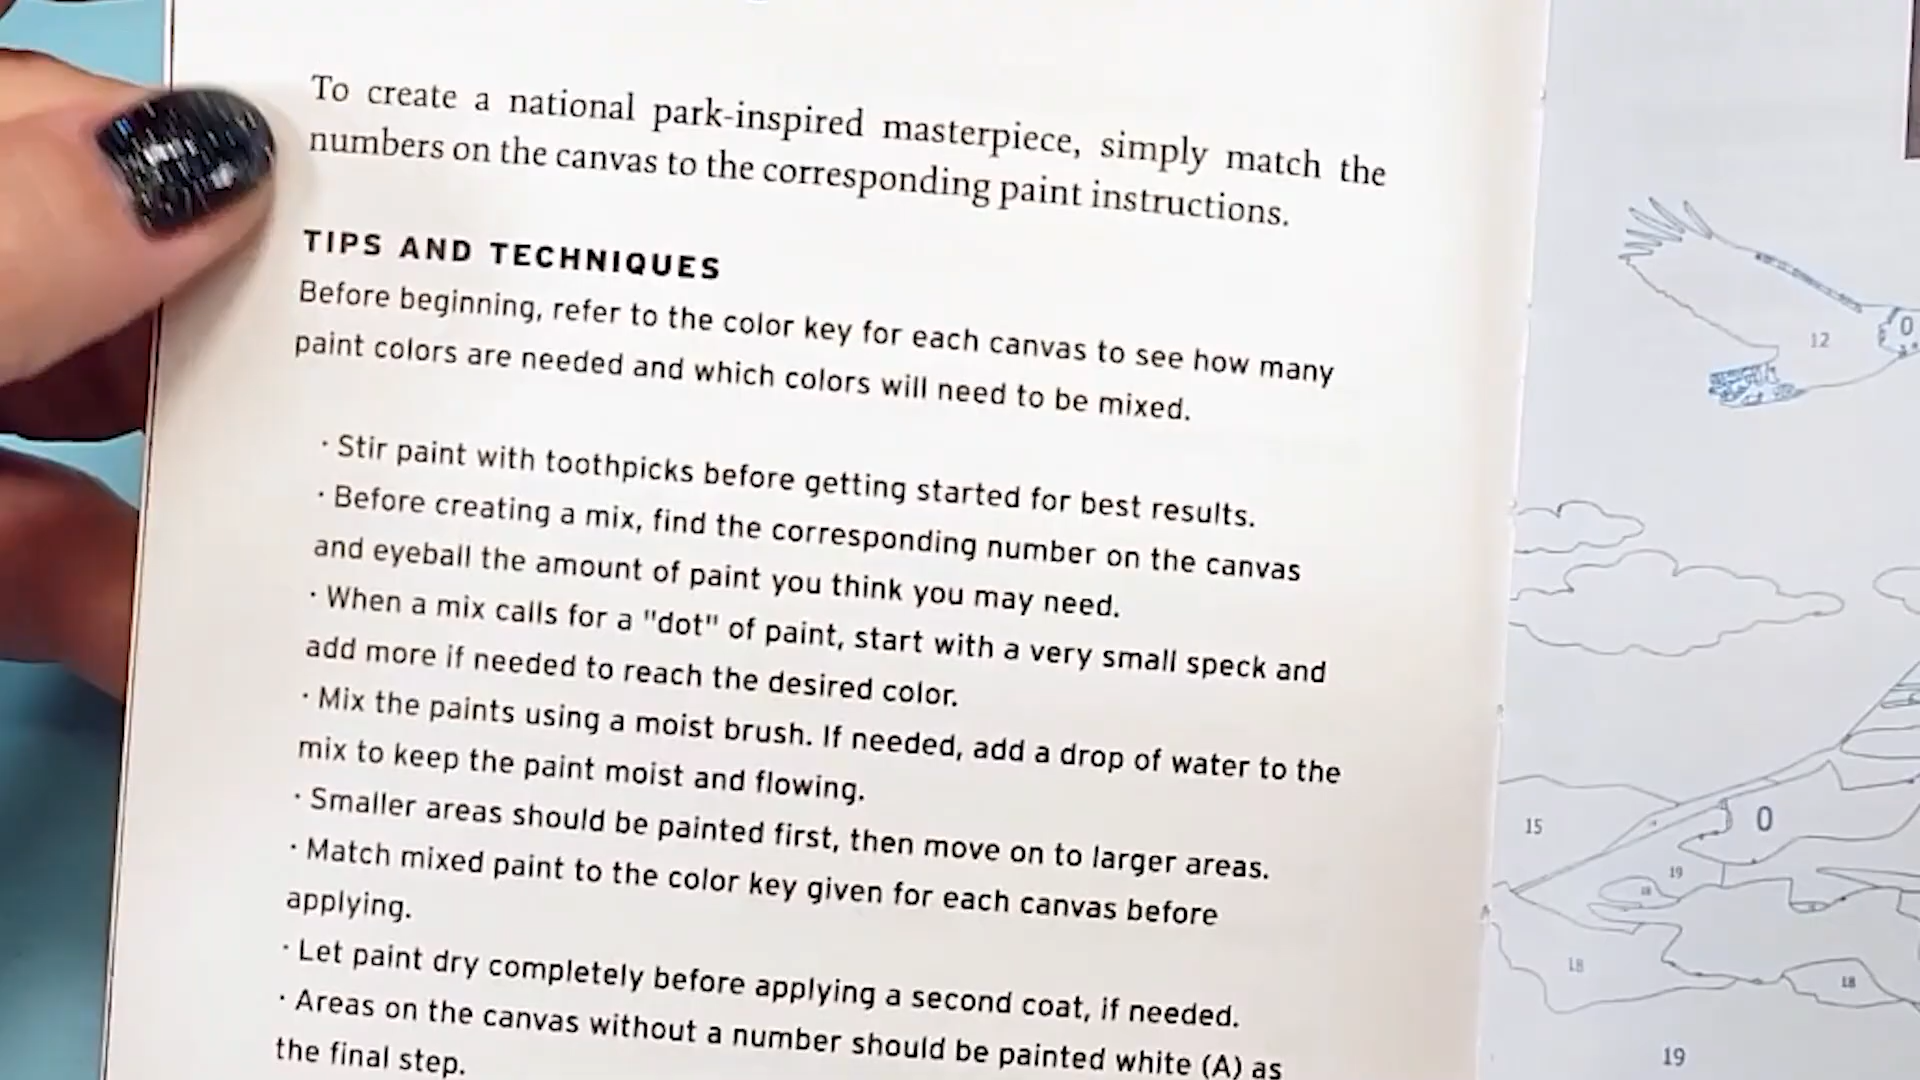 To create a national park-inspired masterpiece, simply match the
numbers on the canvas to the corresponding paint instructions.
TIPS AND TECHNIQUES
Before beginning, refer to the color key for each canvas to see how many
paint colors are needed and which colors will need to be mixed.
· Stir paint with toothpicks before getting started for best results.
· Before creating a mix, find the corresponding number on the canvas
and eyeball the amount of paint you think you may need.
· When a mix calls for a "dot" of paint, start with a very small speck and
add more if needed to reach the desired color.
· Mix the paints using a moist brush. If needed, add a drop of water to the
mix to keep the paint moist and flowing.
· Smaller areas should be painted first, then move on to larger areas.
· Match mixed paint to the color key given for each canvas before
applying.
· Let paint dry completely before applying a second coat, if needed.
· Areas on the canvas without a number should be painted white (A) as
the final step.
0
12
15
0
19
18
18
18
19